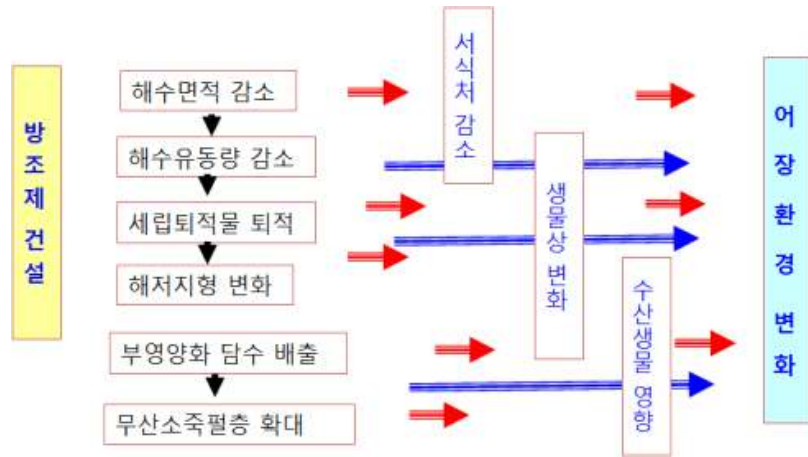 방조제 건설
해수면적 감소
해수유동량 감소
세립퇴적물 퇴적
해저지형 변화
부영양화 담수 배출
무산소죽펄층 확대
서식처 감소
생물상 변화
수산생물 영향
어장환경 변화